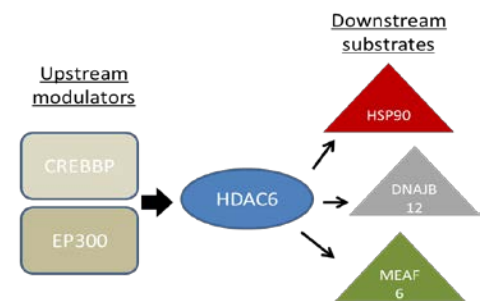 Downstream
substrates
Upstream
modulators
HSP90
CREBBP
HDAC6
DNAJB
12
EP300
MEAF
6